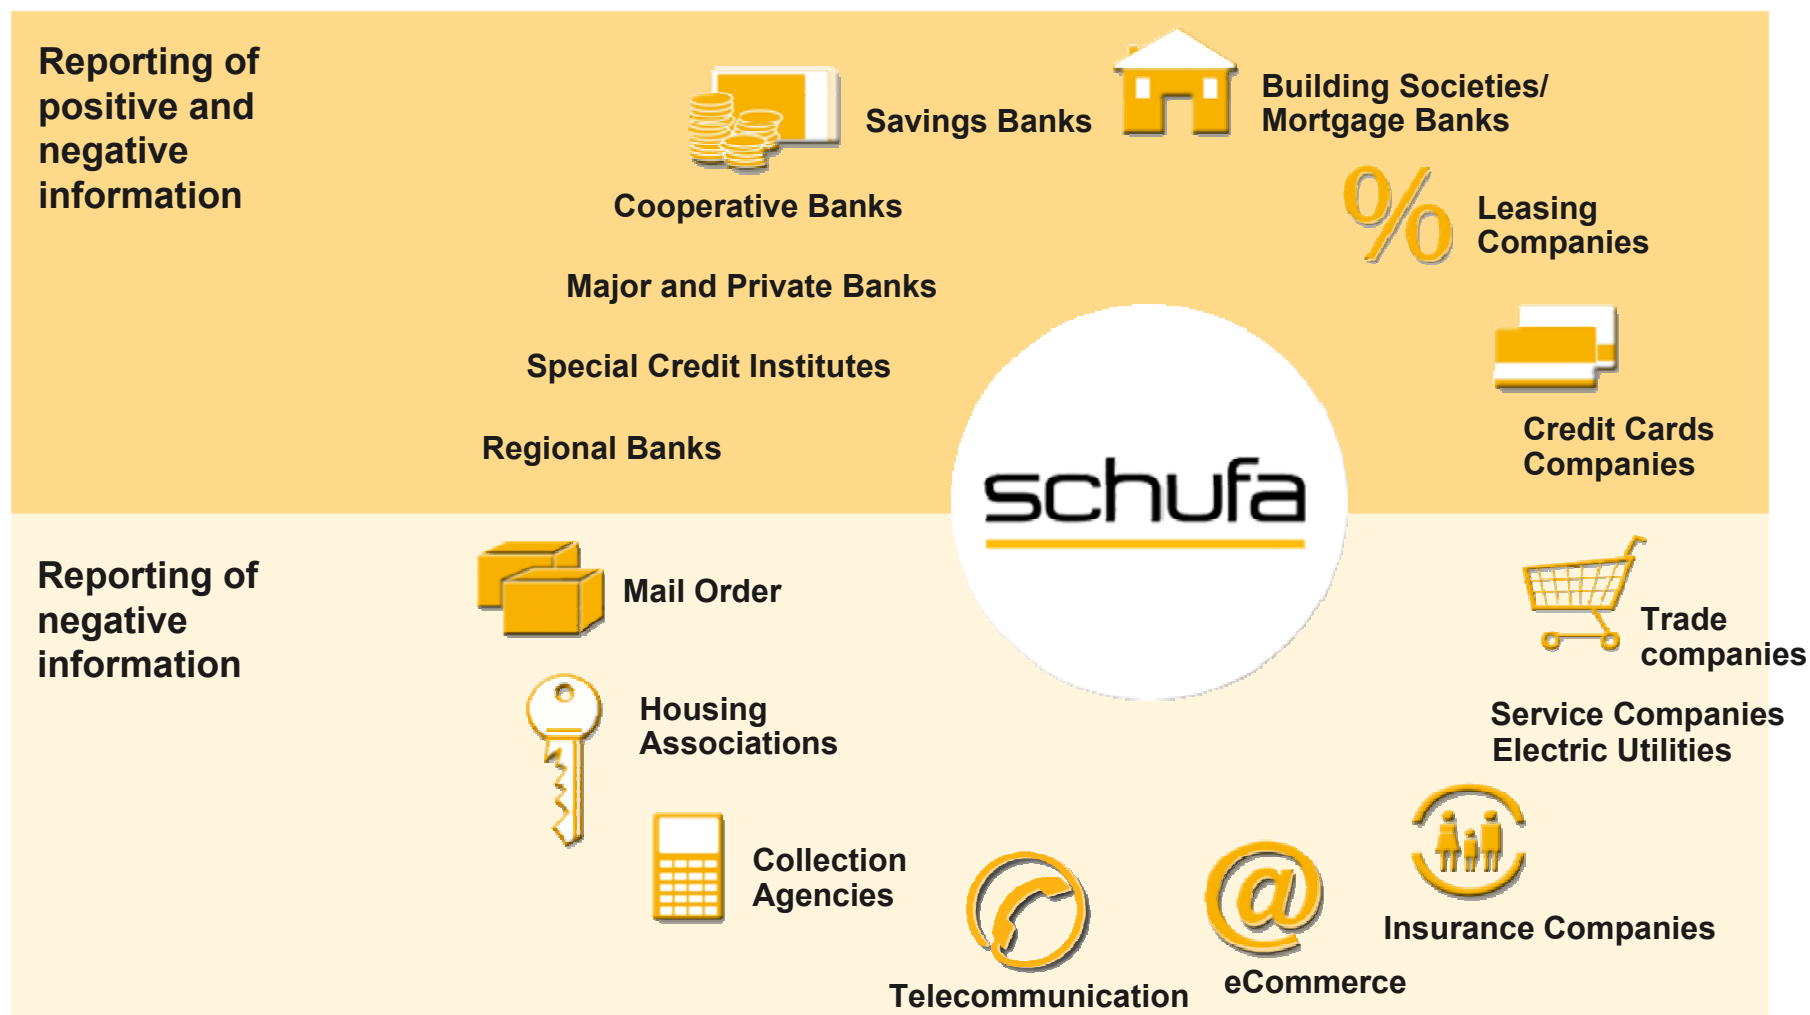 Reporting of
positive and
negative
information
Savings Banks
Building Societies/
Mortgage Banks
Cooperative Banks
Leasing
Companies
Major and Private Banks
Special Credit Institutes
Regional Banks
Credit Cards
Companies
schufa
Reporting of
negative
information
Mail Order
Trade
companies
Housing
Associations
Service Companies
Electric Utilities
Collection
Agencies
Insurance Companies
eCommerce
Telecommunication